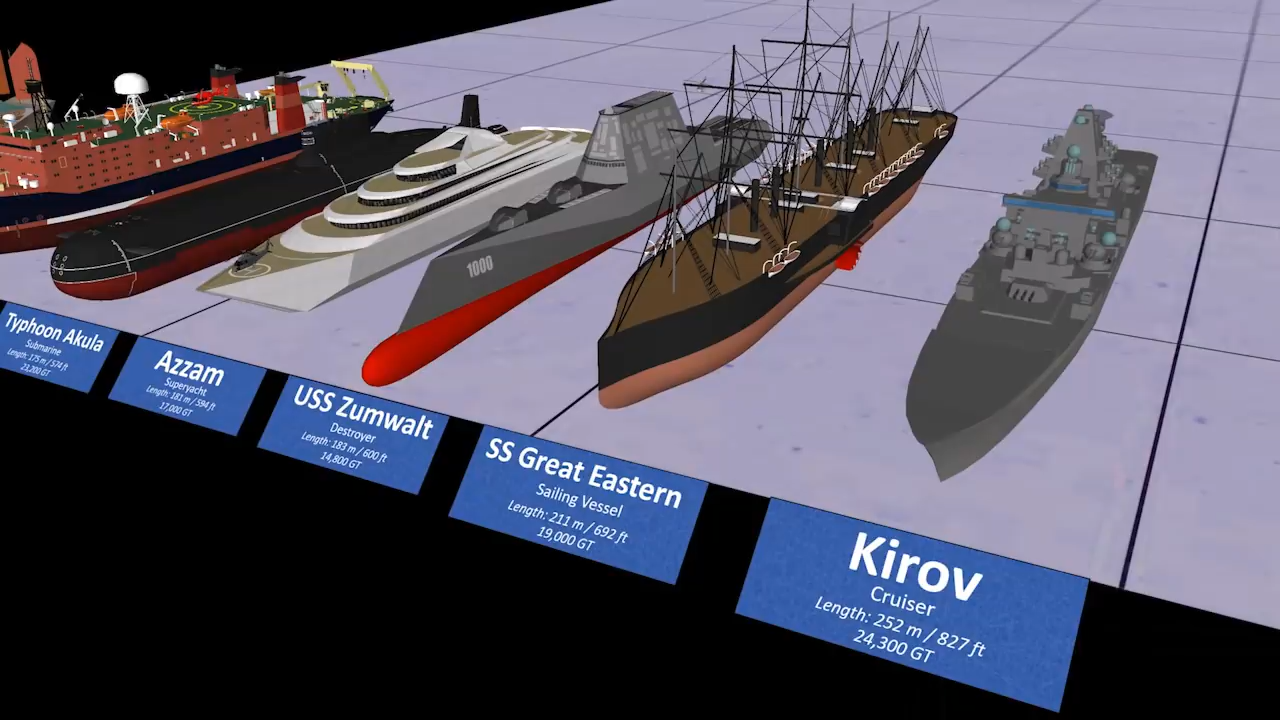 Typhoon Akula
Submarine
Length: 175 m / 574 ft
23,200 GT
Azzam
Superyacht
Length: 181 m / 594 ft
17,000 GT
USS Zumwalt
Destroyer
Length: 183 m / 600 ft
14,800 GT
SS Great Eastern
Sailing Vessel
Length: 211 m / 692 ft
19,000 GT
Kirov
Cruiser
Length: 252 m / 827 ft
24,300 GT
1000